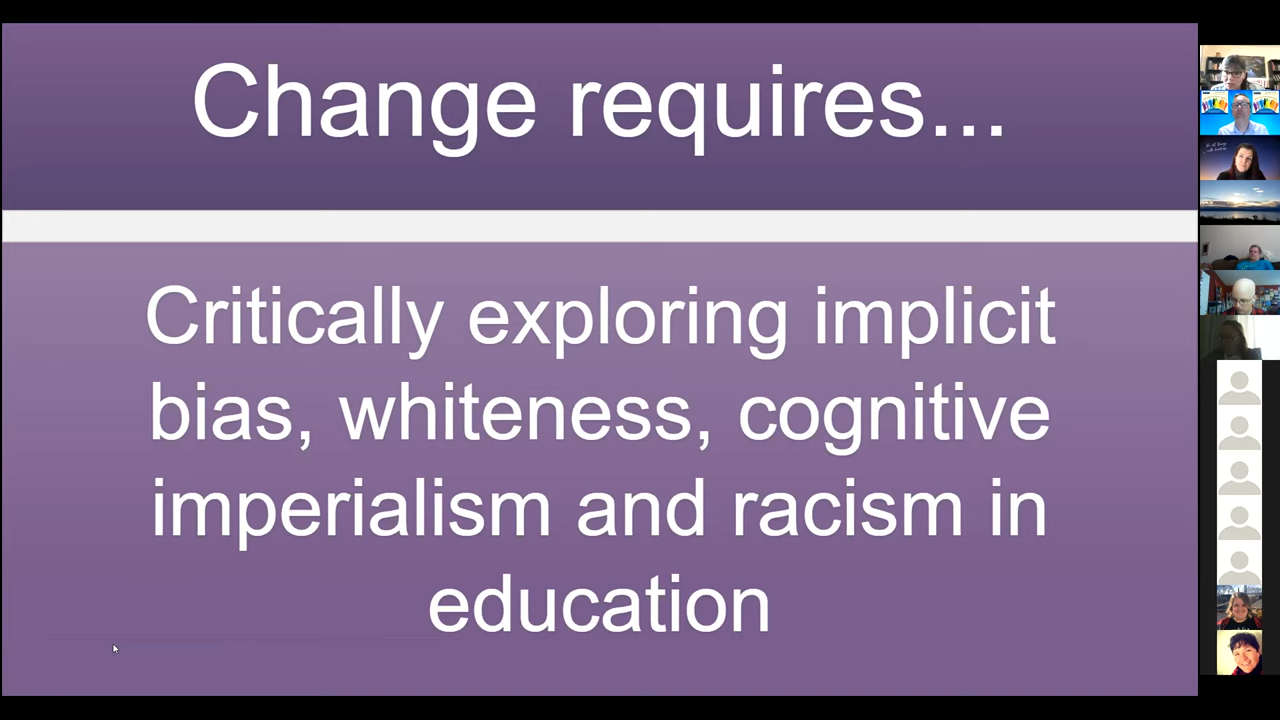 Change requires...
Critically exploring implicit
bias, whiteness, cognitive
imperialism and racism in
education